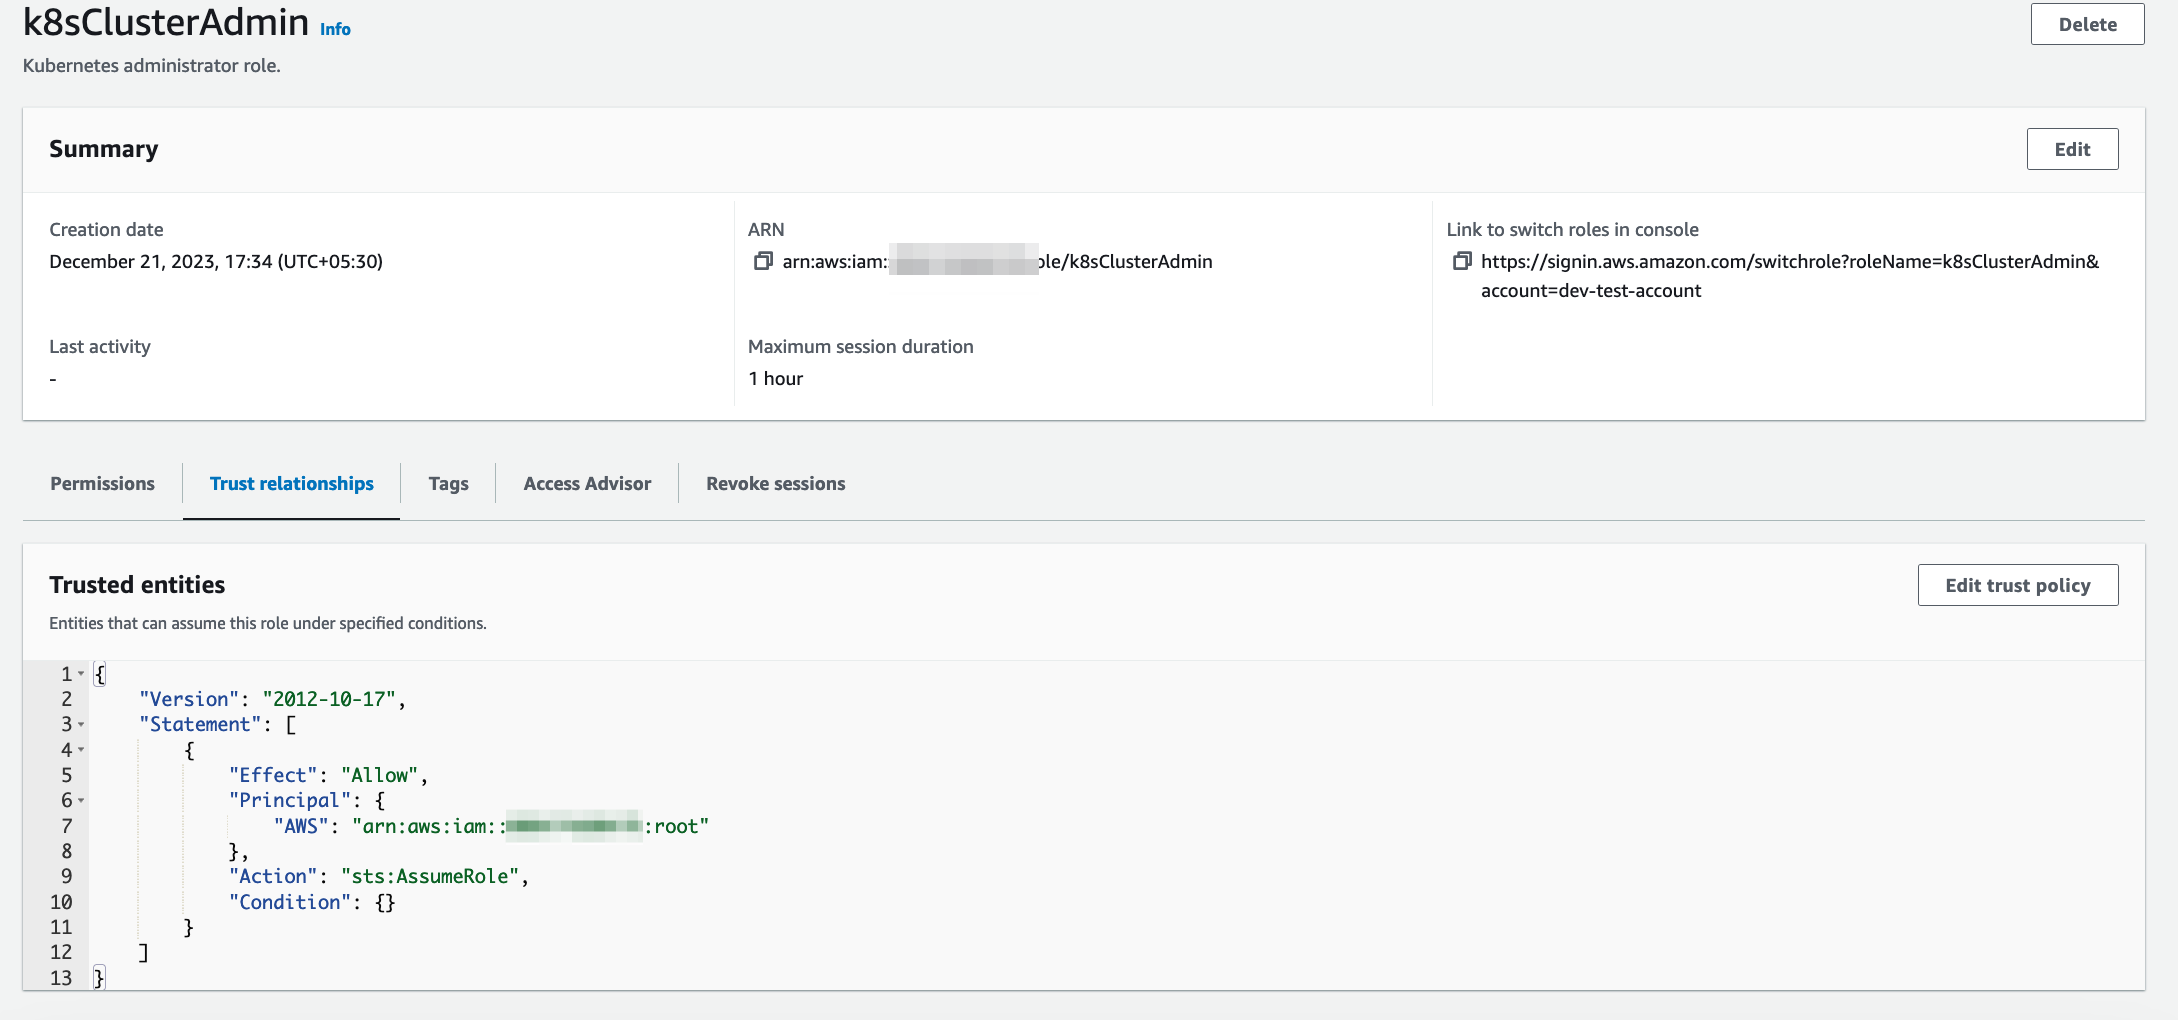 k8sClusterAdmin Info
Delete
Kubernetes administrator role.
Summary
Edit
Creation date
December 21, 2023, 17:34 (UTC+05:30)
ARN
arn:aws:iam: ole/k8sClusterAdmin
Link to switch roles in console
https://signin.aws.amazon.com/switchrole?roleName=k8sClusterAdmin&
account=dev-test-account
Last activity
-
Maximum session duration
1 hour
Permissions
Trust relationships
Tags
Access Advisor
Revoke sessions
Trusted entities
Edit trust policy
Entities that can assume this role under specified conditions.
1 {
2 "Version": "2012-10-17",
3 "Statement": [
4 {
5 "Effect": "Allow",
6 "Principal": {
7 "AWS": "arn:aws:iam:: :root"
8 },
9 "Action": "sts:AssumeRole",
10 "Condition": {}
11 }
12 ]
13 }